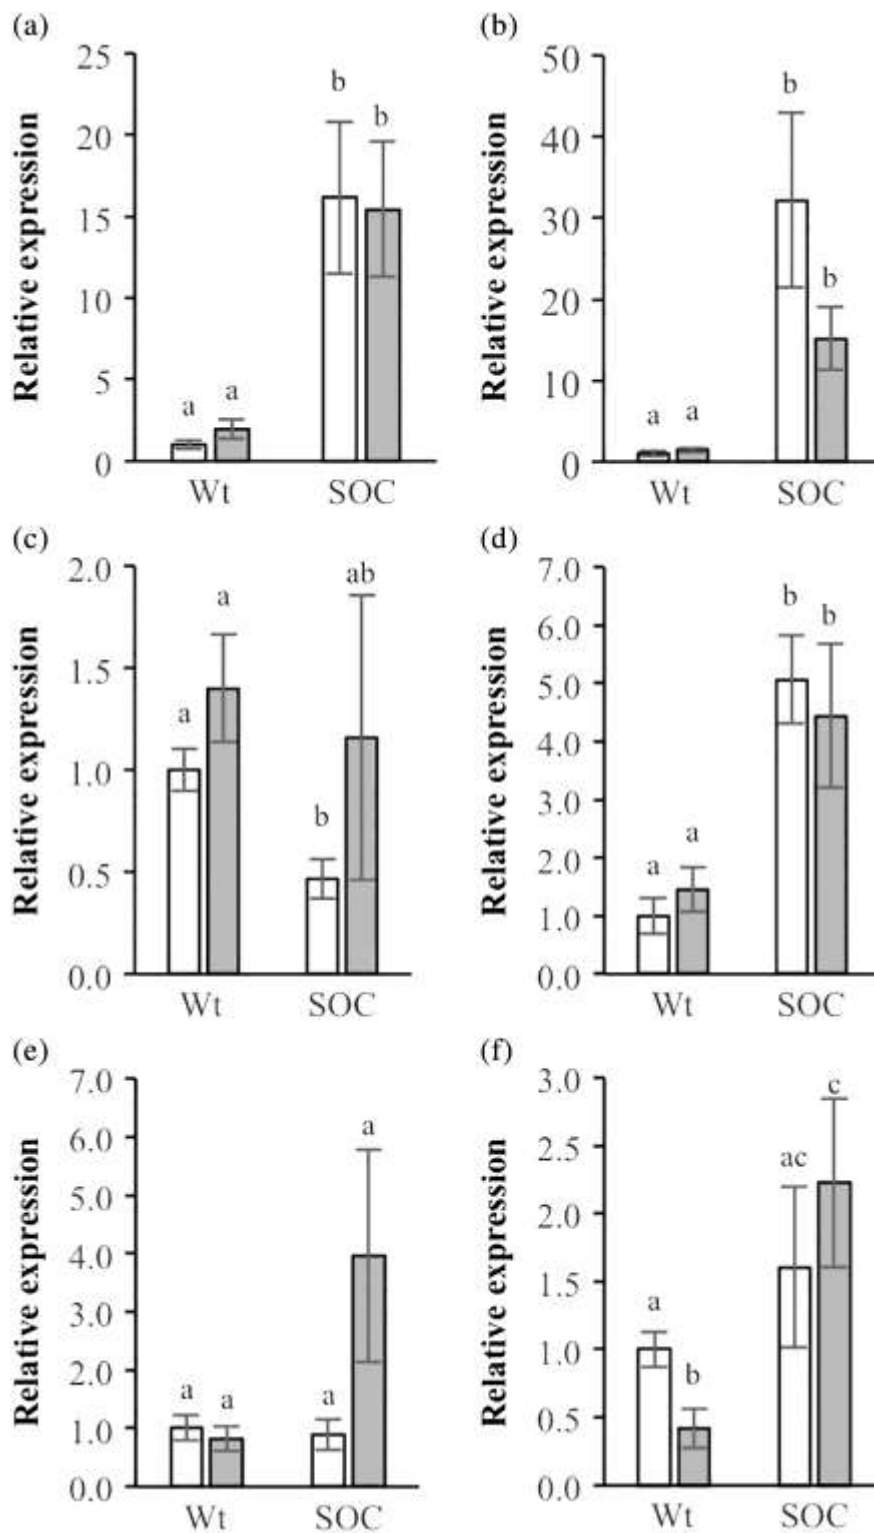 (a)
25
20
15
10
5
0
Relative expression
a
a
b
b
Wt
SOC
(b)
50
40
30
20
10
0
Relative expression
a
a
b
b
Wt
SOC
(c)
2.0
1.5
1.0
0.5
0.0
Relative expression
a
a
b
ab
Wt
SOC
(d)
7.0
6.0
5.0
4.0
3.0
2.0
1.0
0.0
Relative expression
a
a
b
b
Wt
SOC
(e)
7.0
6.0
5.0
4.0
3.0
2.0
1.0
0.0
Relative expression
a
a
a
a
Wt
SOC
(f)
3.0
2.5
2.0
1.5
1.0
0.5
0.0
Relative expression
a
b
ac
c
Wt
SOC